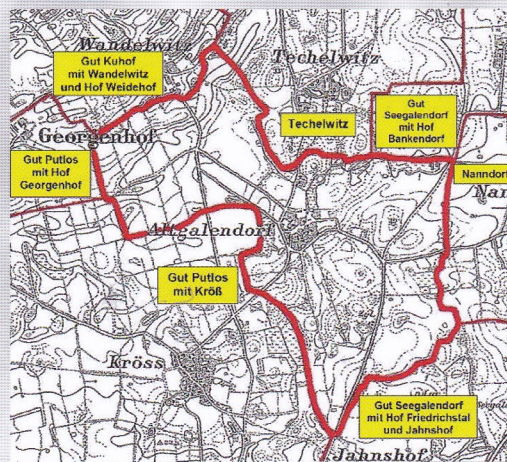 Wandelwitz
Gut Kuhof
mit Wandelwitz
und Hof Weidehof
Techelwitz
Techelwitz
Gut
Seegalendorf
mit Hof
Bankendorf
Georgenhof
Gut Putlos
mit Hof
Georgenhof
Nanndorf
Nan
Altgalendorf
Gut Putlos
mit Kröß
Kröss
Gut Seegalendorf
mit Hof Friedrichstal
und Jahnshof
Jahnshof